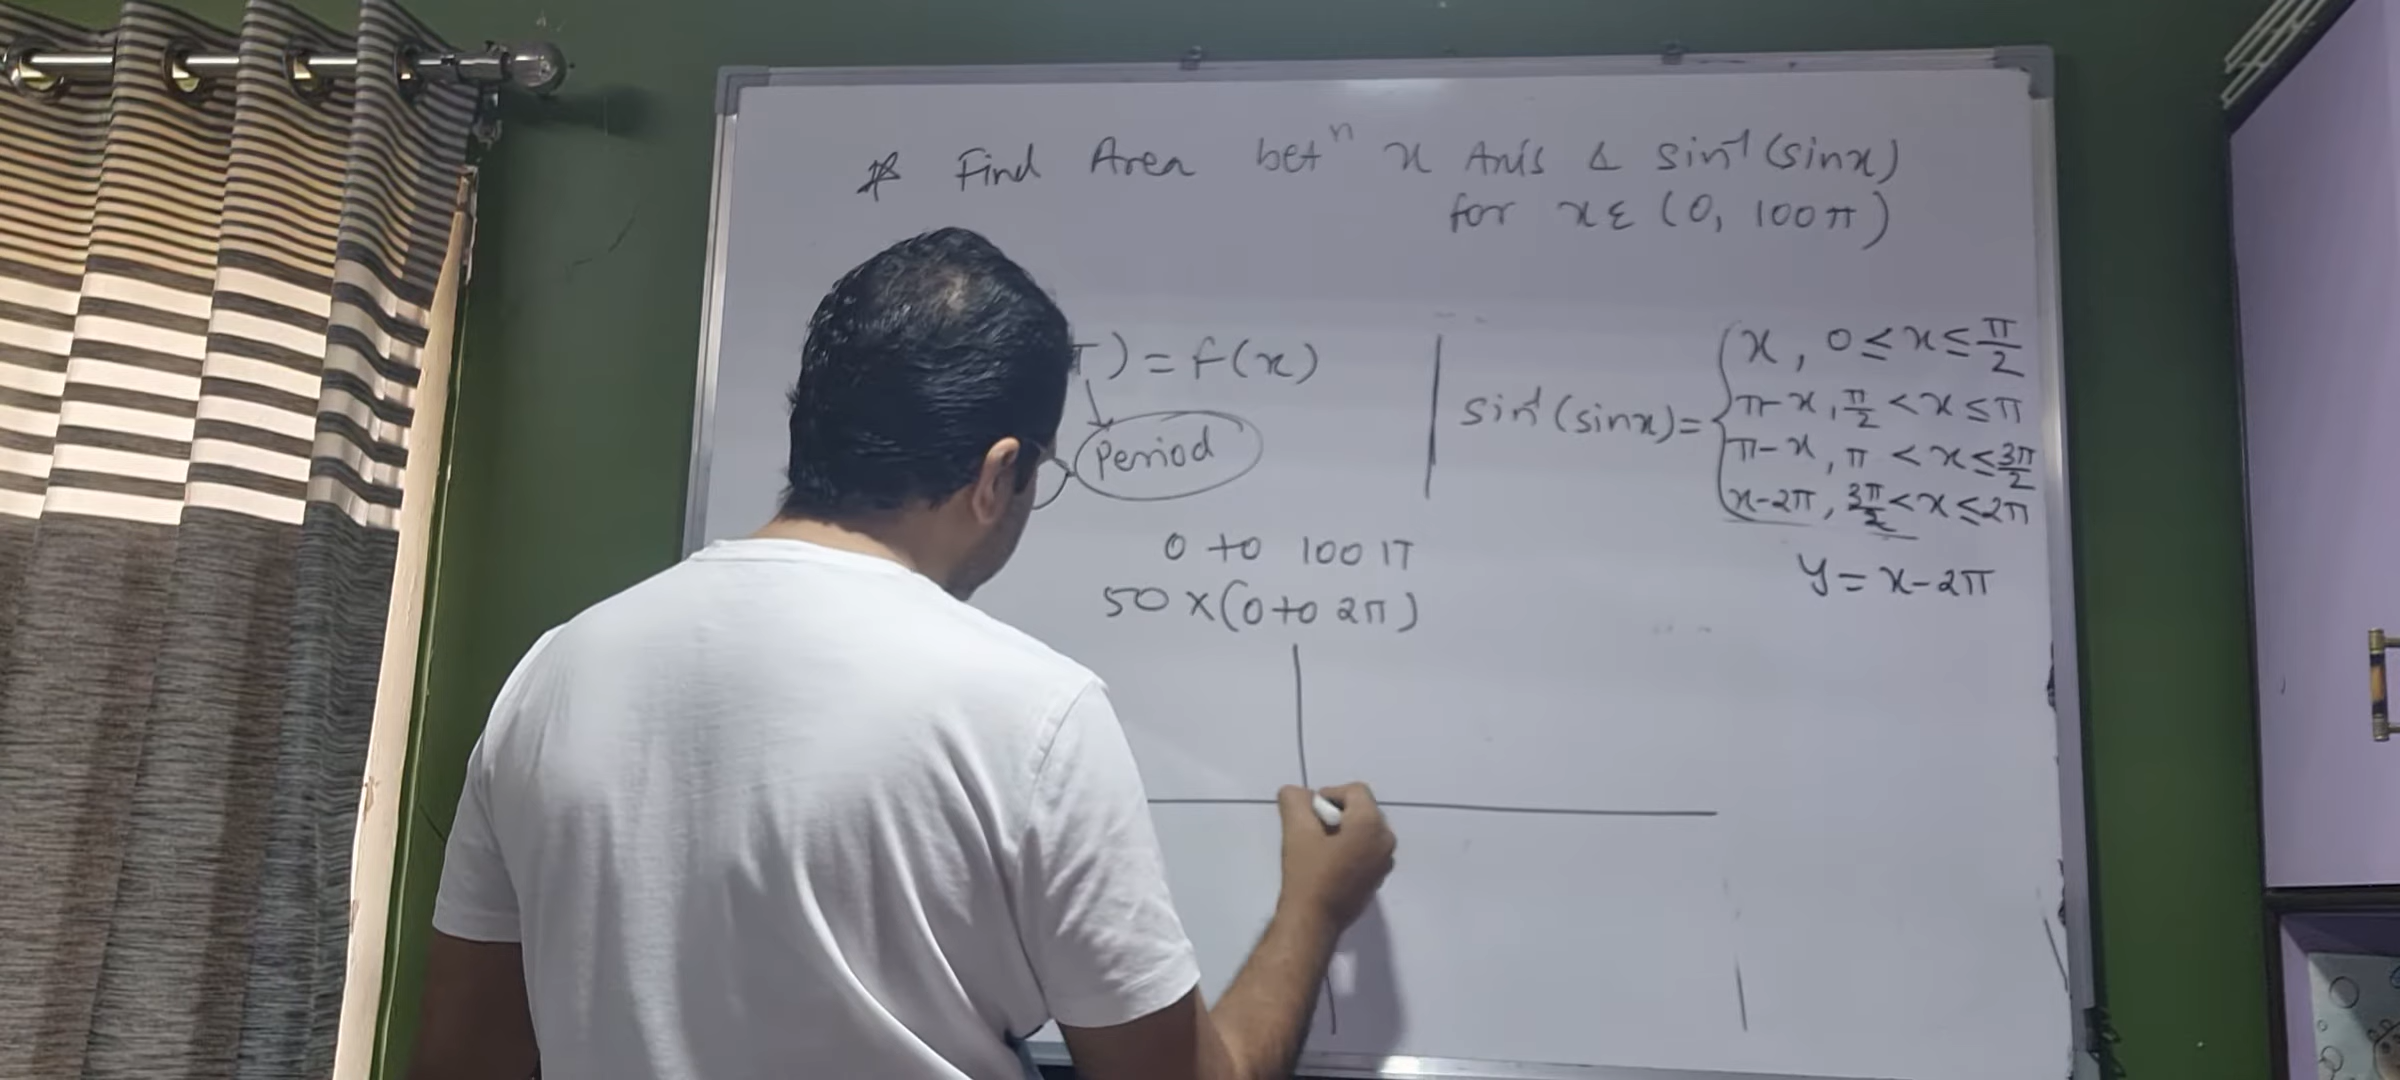 * Find Area betⁿ x Axis & sin⁻¹(sinx)
for x ε (0, 100π)
) = f(x)
Period
0 to 100π
50 x (0 to 2π)
sin⁻¹(sinx) =
x, 0 ≤ x ≤ π/2
π-x, π/2 < x ≤ π
π-x, π < x ≤ 3π/2
x-2π, 3π/2 < x ≤ 2π
y = x-2π